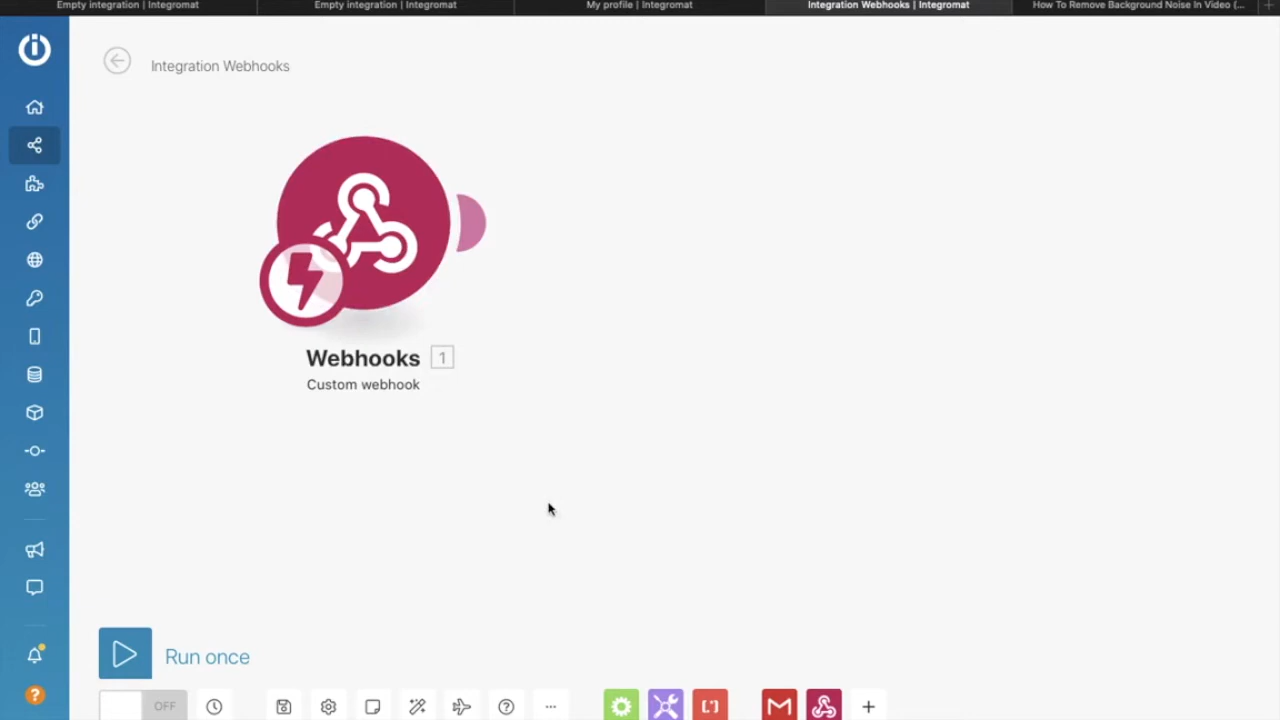 Empty integration | Integromat
Empty integration | Integromat
My profile | Integromat
Integration Webhooks | Integromat
How To Remove Background Noise In Video (...
Integration Webhooks
Webhooks 1
Custom webhook
Run once
OFF